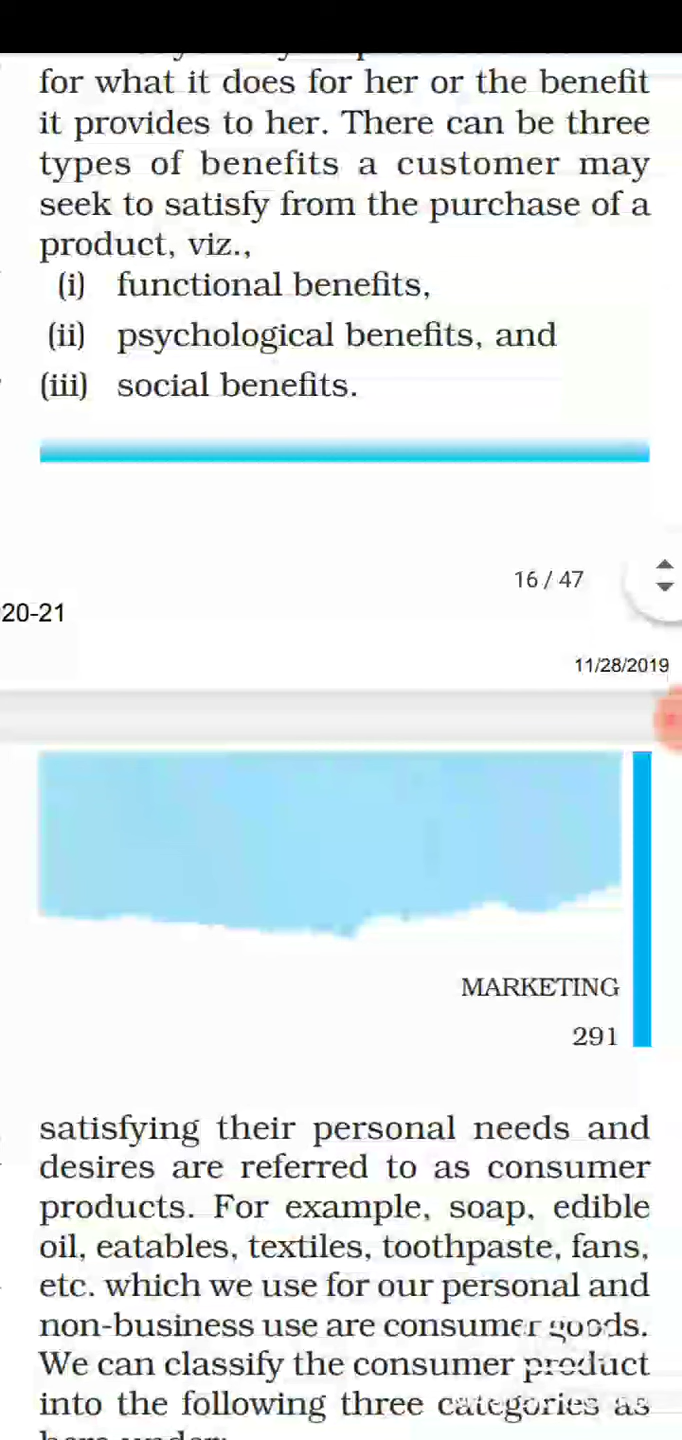 for what it does for her or the benefit
it provides to her. There can be three
types of benefits a customer may
seek to satisfy from the purchase of a
product, viz.,
(i) functional benefits,
(ii) psychological benefits, and
(iii) social benefits.
16 / 47
20-21
11/28/2019
MARKETING
291
satisfying their personal needs and
desires are referred to as consumer
products. For example, soap, edible
oil, eatables, textiles, toothpaste, fans,
etc. which we use for our personal and
non-business use are consumer goods.
We can classify the consumer product
into the following three categories as